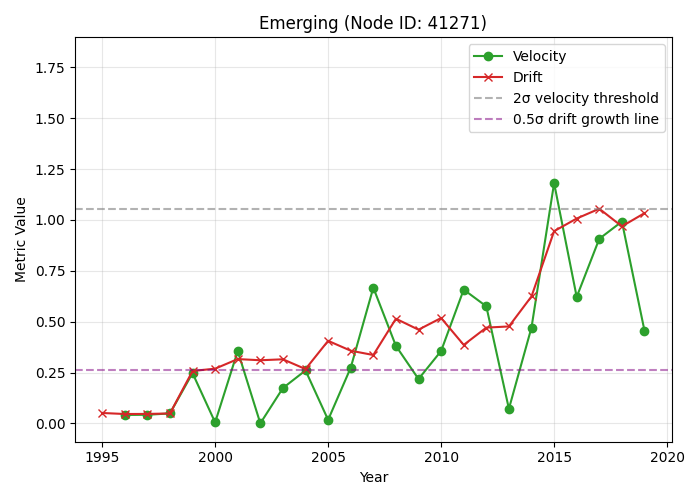 Emerging (Node ID: 41271)
Velocity
Drift
2σ velocity threshold
0.5σ drift growth line
Metric Value
1.75
1.50
1.25
1.00
0.75
0.50
0.25
0.00
1995
2000
2005
2010
2015
2020
Year